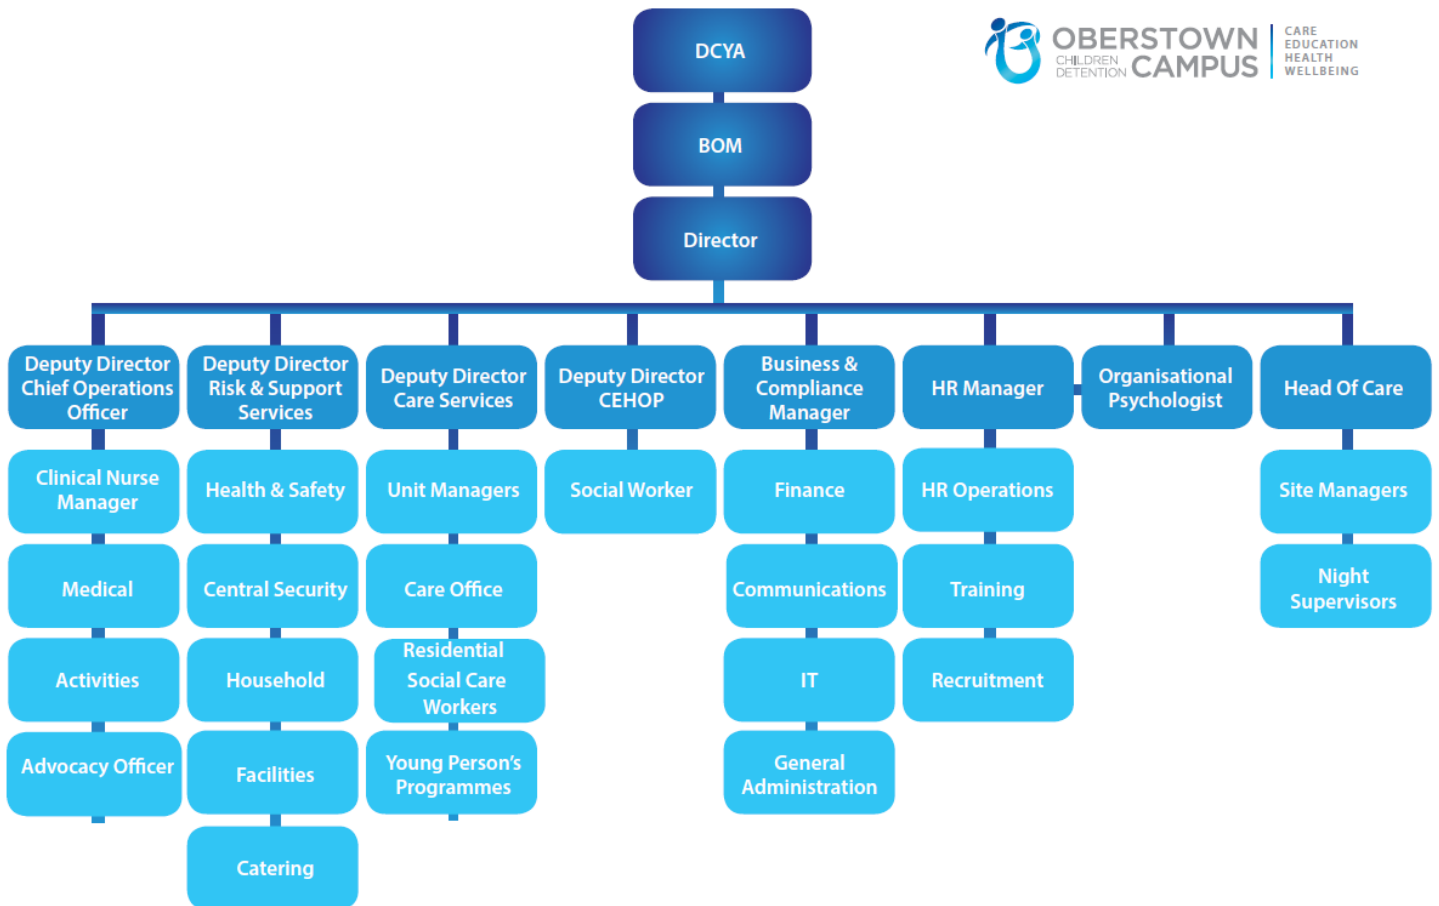 DCYA
OBERSTOWN
CHILDREN
DETENTION CAMPUS
CARE
EDUCATION
HEALTH
WELLBEING
BOM
Director
Deputy Director
Chief Operations
Officer
Deputy Director
Risk & Support
Services
Deputy Director
Care Services
Deputy Director
CEHOP
Business &
Compliance
Manager
HR Manager
Organisational
Psychologist
Head Of Care
Clinical Nurse
Manager
Health & Safety
Unit Managers
Social Worker
Finance
HR Operations
Site Managers
Medical
Central Security
Care Office
Communications
Training
Night
Supervisors
Activities
Household
Residential
Social Care
Workers
IT
Recruitment
Advocacy Officer
Facilities
Young Person's
Programmes
General
Administration
Catering